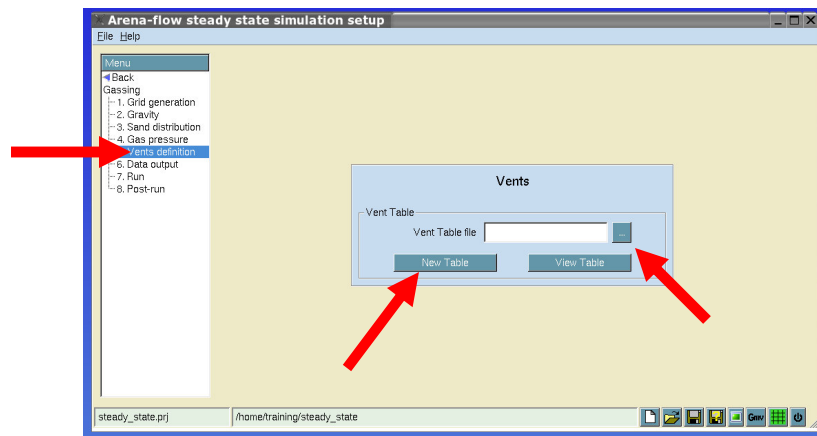 Arena-flow steady state simulation setup
File Help
Menu
Back
Gassing
1. Grid generation
2. Gravity
3. Sand distribution
4. Gas pressure
Vents definition
6. Data output
7. Run
8. Post-run
Vents
Vent Table
Vent Table file
...
New Table
View Table
steady_state.prj
/home/training/steady_state